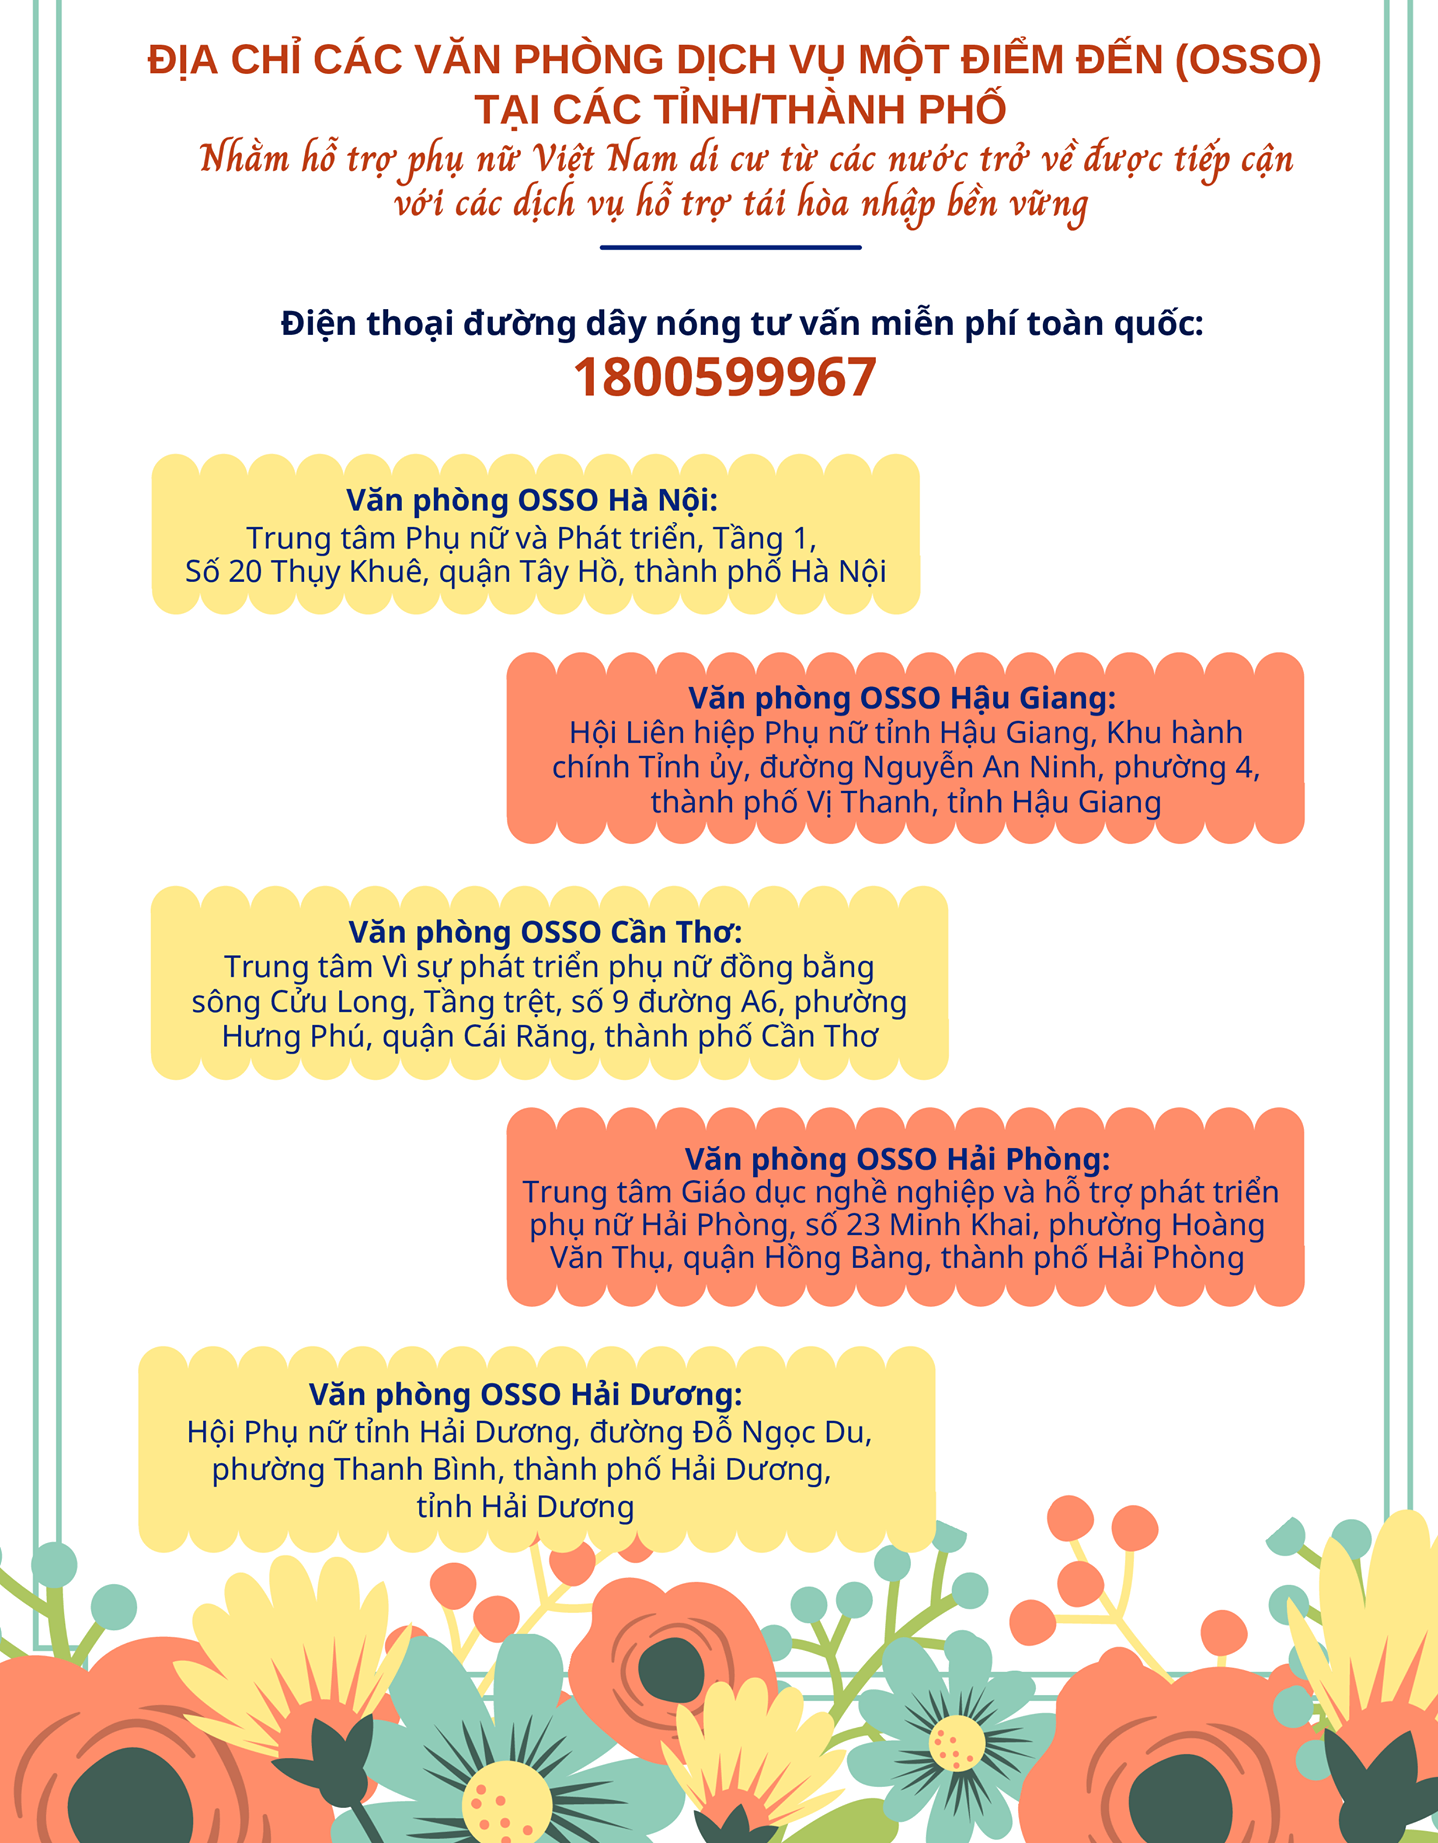 ĐỊA CHỈ CÁC VĂN PHÒNG DỊCH VỤ MỘT ĐIỂM ĐẾN (OSSO)
TẠI CÁC TỈNH/THÀNH PHỐ
Nhằm hỗ trợ phụ nữ Việt Nam di cư từ các nước trở về được tiếp cận
với các dịch vụ hỗ trợ tái hòa nhập bền vững
Điện thoại đường dây nóng tư vấn miễn phí toàn quốc:
1800599967
Văn phòng OSSO Hà Nội:
Trung tâm Phụ nữ và Phát triển, Tầng 1,
Số 20 Thụy Khuê, quận Tây Hồ, thành phố Hà Nội
Văn phòng OSSO Hậu Giang:
Hội Liên hiệp Phụ nữ tỉnh Hậu Giang, Khu hành
chính Tỉnh ủy, đường Nguyễn An Ninh, phường 4,
thành phố Vị Thanh, tỉnh Hậu Giang
Văn phòng OSSO Cần Thơ:
Trung tâm Vì sự phát triển phụ nữ đồng bằng
sông Cửu Long, Tầng trệt, số 9 đường A6, phường
Hưng Phú, quận Cái Răng, thành phố Cần Thơ
Văn phòng OSSO Hải Phòng:
Trung tâm Giáo dục nghề nghiệp và hỗ trợ phát triển
phụ nữ Hải Phòng, số 23 Minh Khai, phường Hoàng
Văn Thụ, quận Hồng Bàng, thành phố Hải Phòng
Văn phòng OSSO Hải Dương:
Hội Phụ nữ tỉnh Hải Dương, đường Đỗ Ngọc Du,
phường Thanh Bình, thành phố Hải Dương,
tỉnh Hải Dương